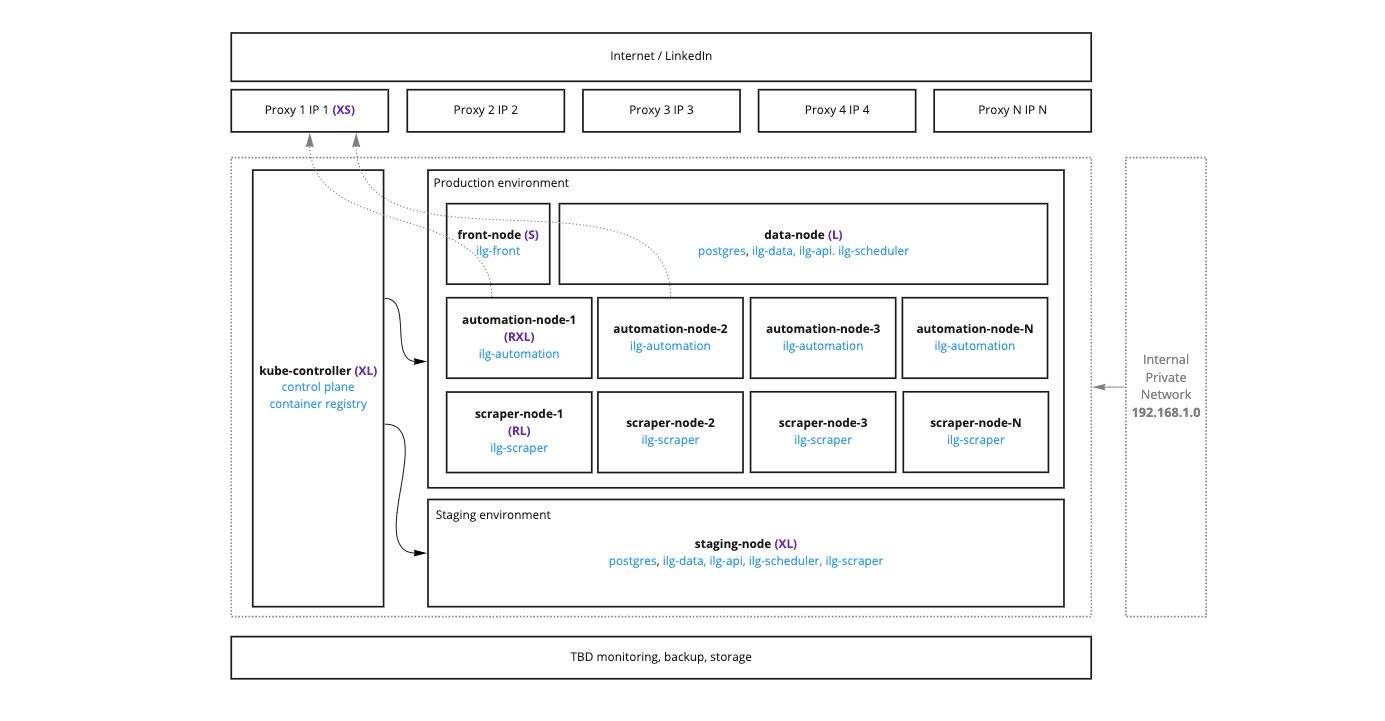 Internet / LinkedIn
Proxy 1 IP 1 (XS)
Proxy 2 IP 2
Proxy 3 IP 3
Proxy 4 IP 4
Proxy N IP N
kube-controller (XL)
control plane
container registry
Production environment
front-node (S)
ilg-front
data-node (L)
postgres, ilg-data, ilg-api. ilg-scheduler
automation-node-1
(RXL)
ilg-automation
automation-node-2
ilg-automation
automation-node-3
ilg-automation
automation-node-N
ilg-automation
scraper-node-1
(RL)
ilg-scraper
scraper-node-2
ilg-scraper
scraper-node-3
ilg-scraper
scraper-node-N
ilg-scraper
Staging environment
staging-node (XL)
postgres, ilg-data, ilg-api, ilg-scheduler, ilg-scraper
Internal
Private
Network
192.168.1.0
TBD monitoring, backup, storage